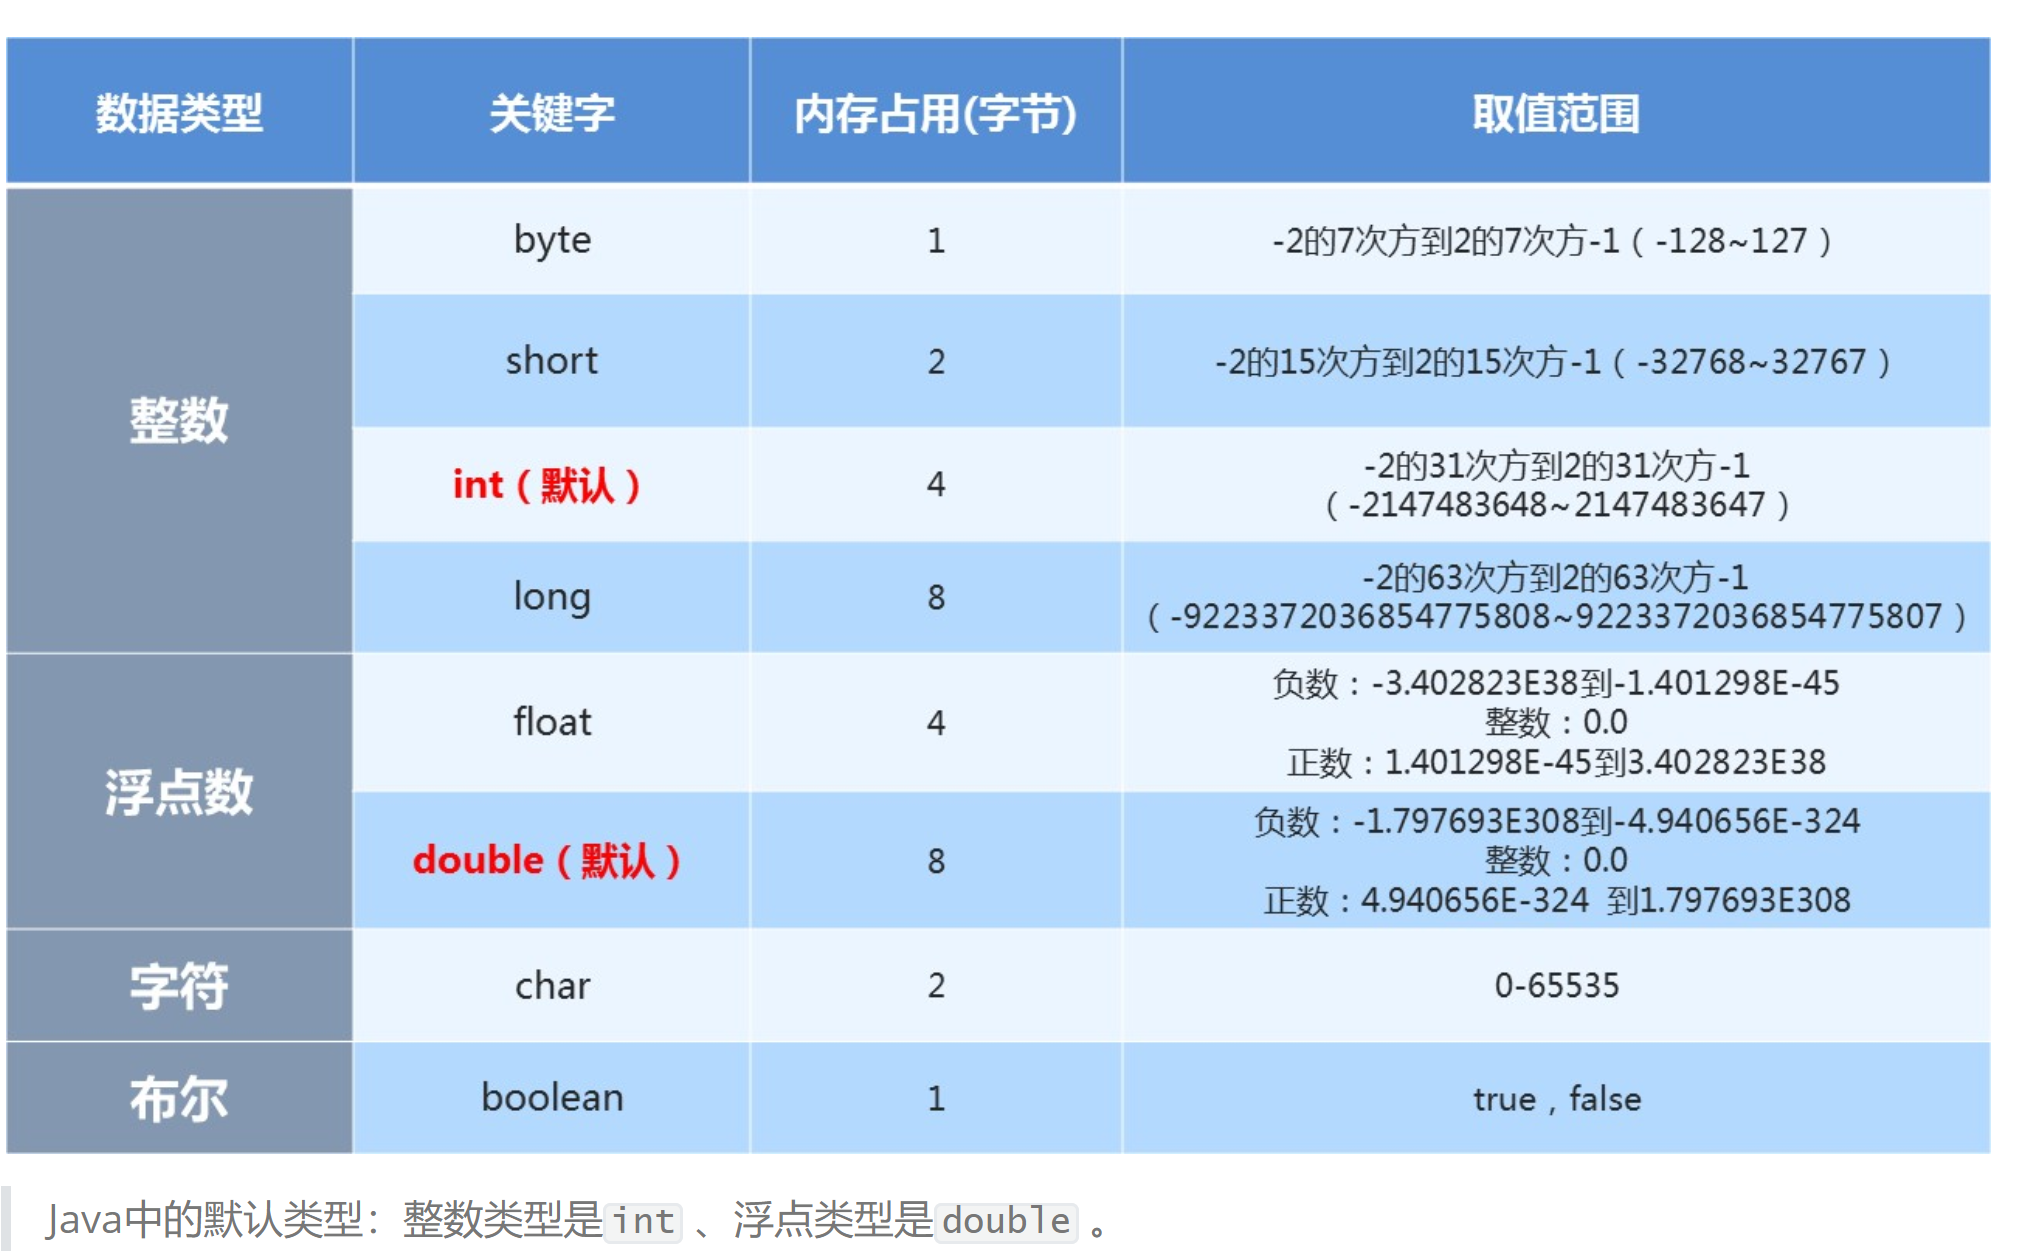 数据类型 关键字 内存占用(字节) 取值范围
整数
byte 1 -2的7次方到2的7次方-1（-128~127）
short 2 -2的15次方到2的15次方-1（-32768~32767）
int（默认） 4 -2的31次方到2的31次方-1
（-2147483648~2147483647）
long 8 -2的63次方到2的63次方-1
（-9223372036854775808~9223372036854775807）
浮点数
float 4 负数：-3.402823E38到-1.401298E-45
整数：0.0
正数：1.401298E-45到3.402823E38
double（默认） 8 负数：-1.797693E308到-4.940656E-324
整数：0.0
正数：4.940656E-324 到1.797693E308
字符 char 2 0-65535
布尔 boolean 1 true，false
Java中的默认类型：整数类型是int 、浮点类型是double 。